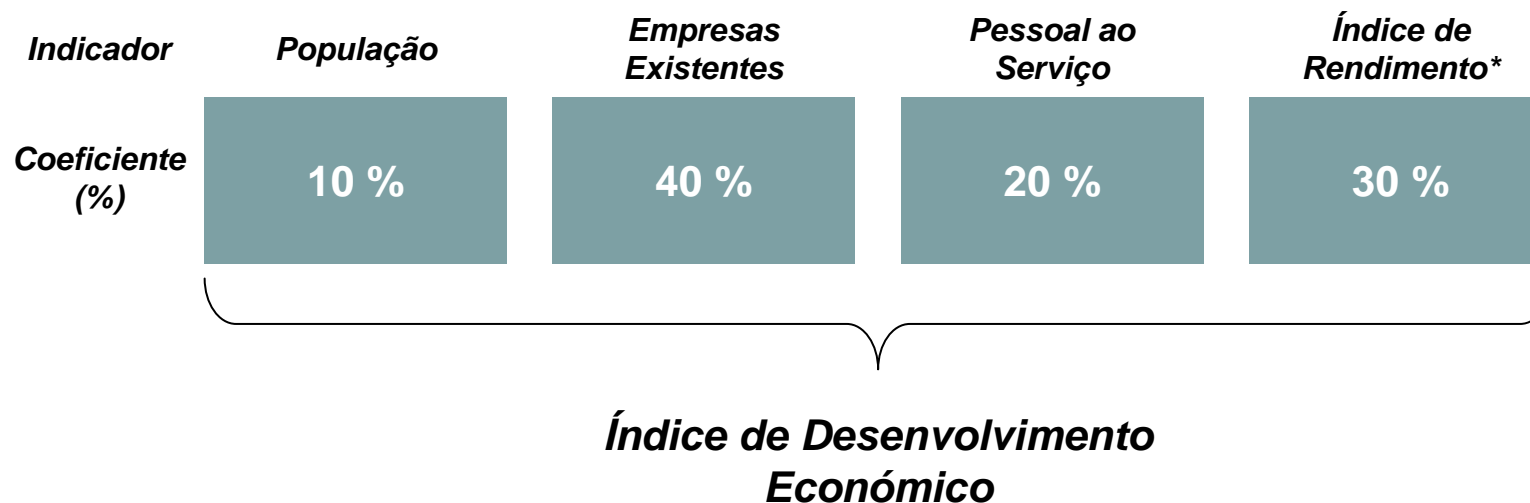 Indicador
População
Empresas
Existentes
Pessoal ao
Serviço
Índice de
Rendimento*
Coeficiente
(%)
10 %
40 %
20 %
30 %
Índice de Desenvolvimento
Económico